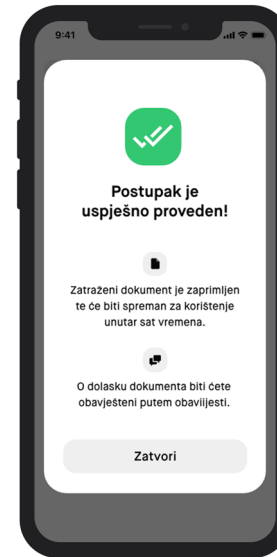 9:41
Postupak je
uspješno proveden!
Zatraženi dokument je zaprimljen
te će biti spreman za korištenje
unutar sat vremena.
O dolasku dokumenta biti ćete
obavješteni putem obaviijesti.
Zatvori